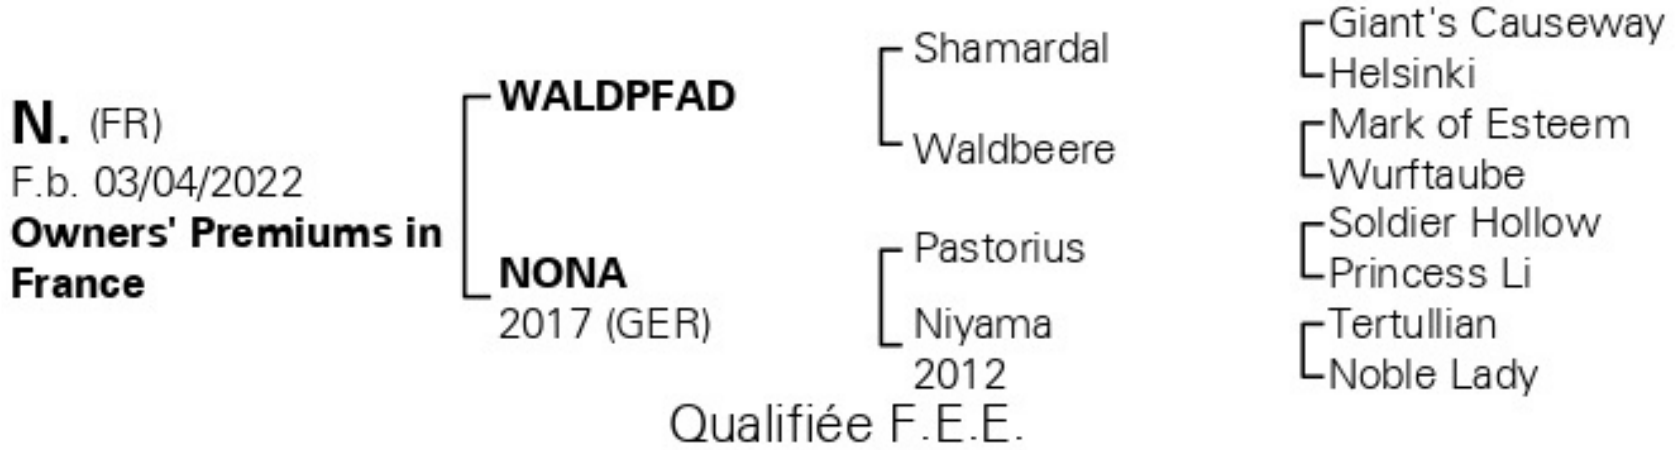 N. (FR)
F.b. 03/04/2022
Owners' Premiums in
France
WALDPFAD
NONA
2017 (GER)
Shamardal
Waldbeere
Pastorius
Niyama
2012
Giant's Causeway
Helsinki
Mark of Esteem
Wurftaube
Soldier Hollow
Princess Li
Tertullian
Noble Lady
Qualifiée F.E.E.